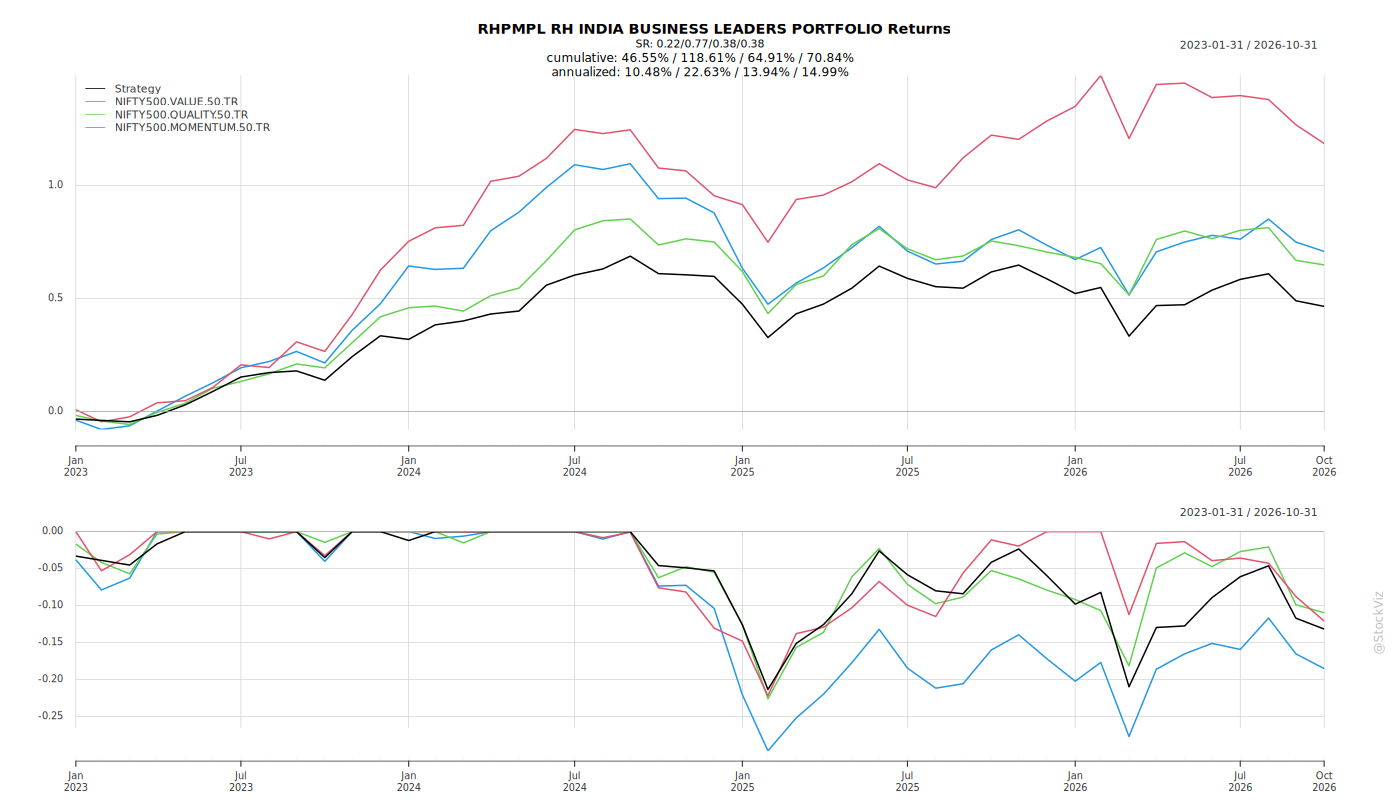 RHPMPL RH INDIA BUSINESS LEADERS PORTFOLIO Returns
SR: 0.22/0.77/0.38/0.38
cumulative: 46.55% / 118.61% / 64.91% / 70.84%
annualized: 10.48% / 22.63% / 13.94% / 14.99%
2023-01-31 / 2026-10-31
Strategy
NIFTY500.VALUE.50.TR
NIFTY500.QUALITY.50.TR
NIFTY500.MOMENTUM.50.TR
1.0
0.5
0.0
Jan Jul Jan Jul Jan Jul Jan Jul Oct
2023 2023 2024 2024 2025 2025 2026 2026 2026
2023-01-31 / 2026-10-31
0.00
-0.05
-0.10
-0.15
-0.20
-0.25
Jan Jul Jan Jul Jan Jul Jan Jul Oct
2023 2023 2024 2024 2025 2025 2026 2026 2026
@StockViz